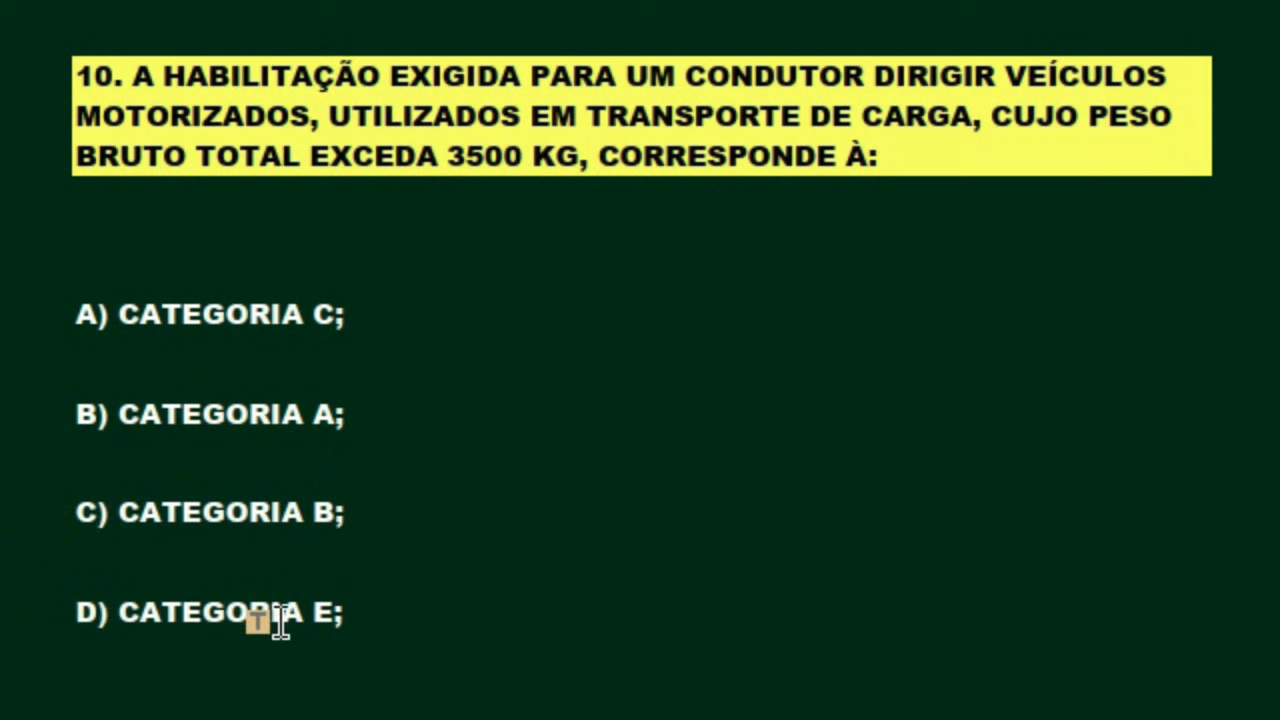 10. A HABILITAÇÃO EXIGIDA PARA UM CONDUTOR DIRIGIR VEÍCULOS
MOTORIZADOS, UTILIZADOS EM TRANSPORTE DE CARGA, CUJO PESO
BRUTO TOTAL EXCEDA 3500 KG, CORRESPONDE À:
A) CATEGORIA C;
B) CATEGORIA A;
C) CATEGORIA B;
D) CATEGORIA E;